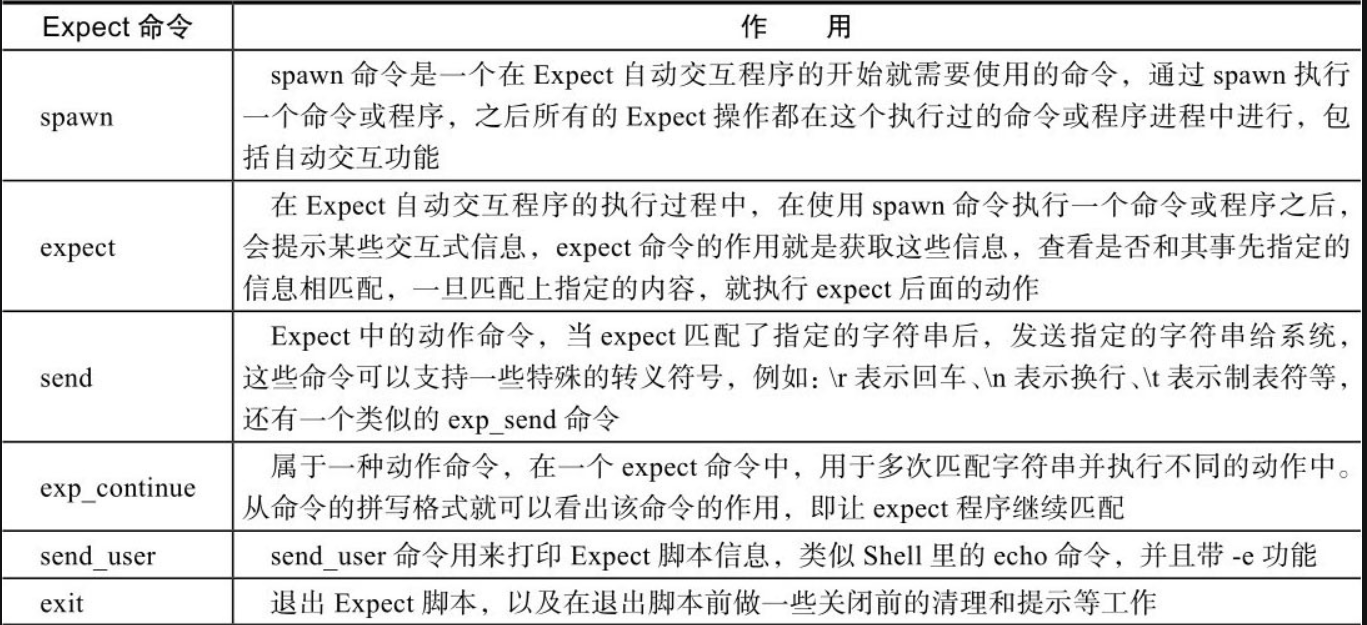 Expect 命令 作 用
spawn 命令是一个在 Expect 自动交互程序的开始就需要使用的命令，通过 spawn 执行
spawn 一个命令或程序，之后所有的 Expect 操作都在这个执行过的命令或程序进程中进行，包
括自动交互功能
在 Expect 自动交互程序的执行过程中，在使用 spawn 命令执行一个命令或程序之后，
expect 会提示某些交互式信息，expect 命令的作用就是获取这些信息，查看是否和其事先指定的
信息相匹配，一旦匹配上指定的内容，就执行 expect 后面的动作
Expect 中的动作命令，当 expect 匹配了指定的字符串后，发送指定的字符串给系统，
send 这些命令可以支持一些特殊的转义符号，例如：\r 表示回车、\n 表示换行、\t 表示制表符等，
还有一个类似的 exp_send 命令
属于一种动作命令，在一个 expect 命令中，用于多次匹配字符串并执行不同的动作中。
exp_continue 从命令的拼写格式就可以看出该命令的作用，即让 expect 程序继续匹配
send_user send_user 命令用来打印 Expect 脚本信息，类似 Shell 里的 echo 命令，并且带 -e 功能
exit 退出 Expect 脚本，以及在退出脚本前做一些关闭前的清理和提示等工作